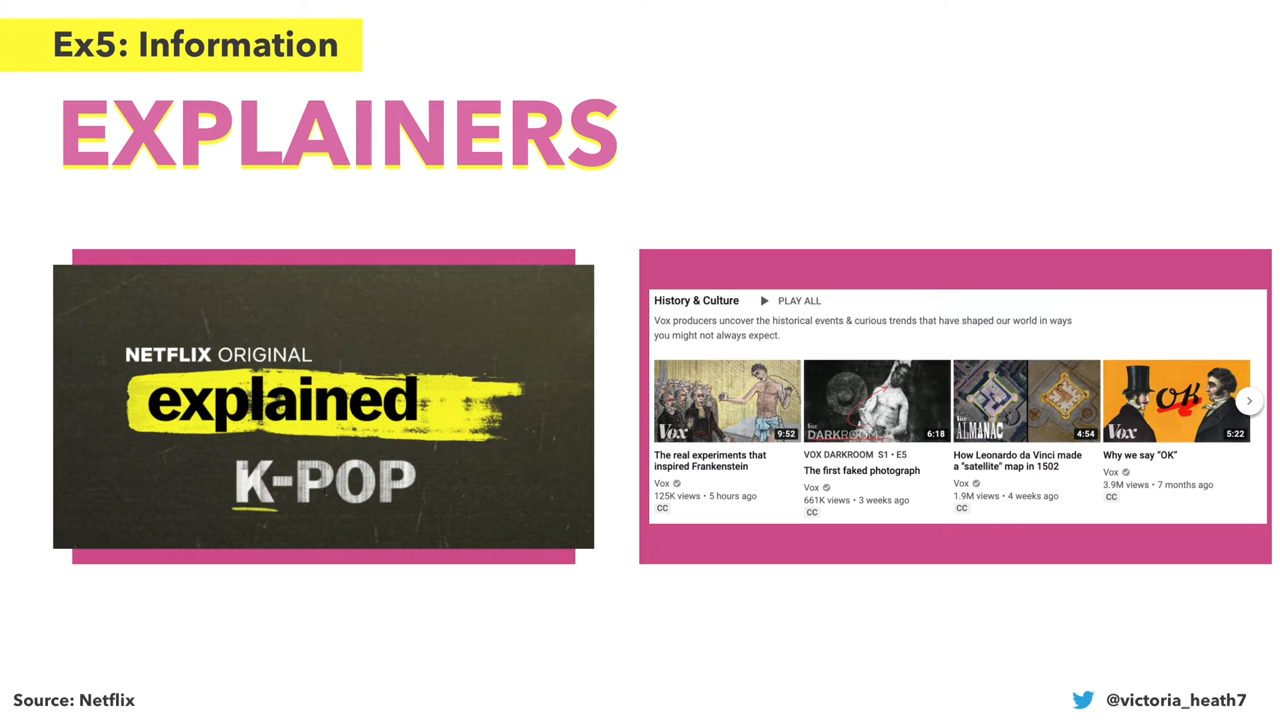 Ex5: Information
EXPLAINERS
NETFLIX ORIGINAL
explained
K-POP
History & Culture ▶ PLAY ALL
Vox producers uncover the historical events & curious trends that have shaped our world in ways
you might not always expect.
Vox 9:52
Vox DARKROOM 6:18
Vox ALMANAC 4:54
OK Vox 5:22
The real experiments that
inspired Frankenstein
Vox
125K views • 5 hours ago
CC
VOX DARKROOM S1 • E5
The first faked photograph
Vox
661K views • 3 weeks ago
CC
How Leonardo da Vinci made
a "satellite" map in 1502
Vox
1.9M views • 4 weeks ago
CC
Why we say “OK”
Vox
3.9M views • 7 months ago
CC
Source: Netflix
@victoria_heath7